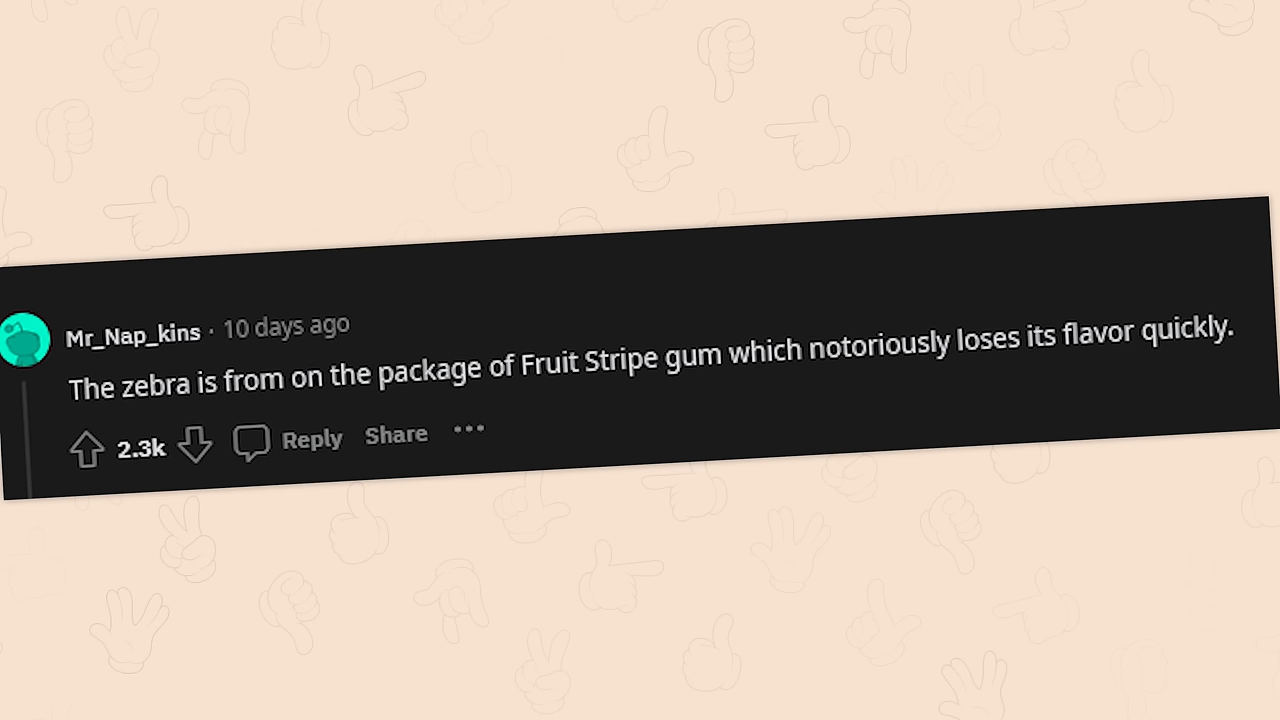 Mr_Nap_kins · 10 days ago
The zebra is from on the package of Fruit Stripe gum which notoriously loses its flavor quickly.
2.3k Reply Share •••